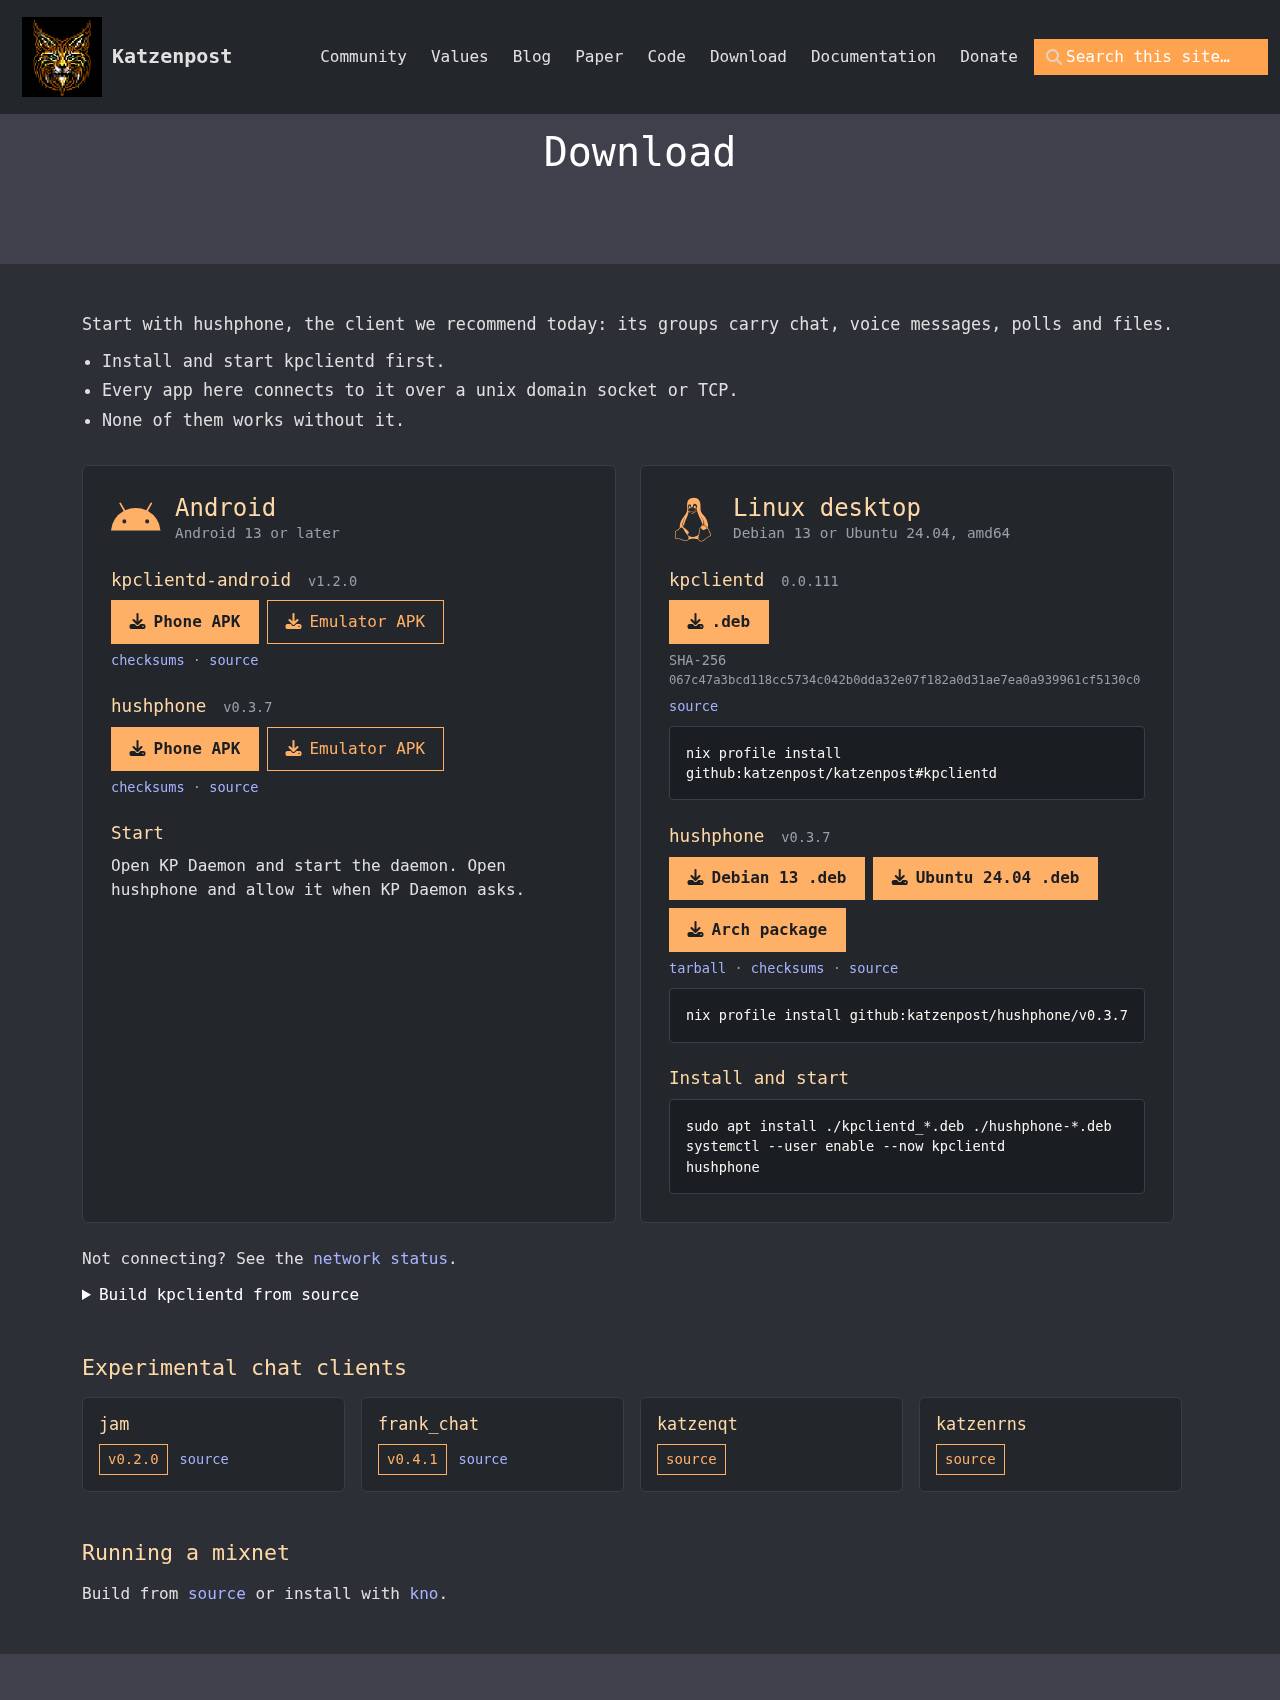 Katzenpost
Community Values Blog Paper Code Download Documentation Donate Search this site…
Download
Start with hushphone, the client we recommend today: its groups carry chat, voice messages, polls and files.
• Install and start kpclientd first.
• Every app here connects to it over a unix domain socket or TCP.
• None of them works without it.
Android
Android 13 or later
kpclientd-android v1.2.0
Phone APK Emulator APK
checksums · source
hushphone v0.3.7
Phone APK Emulator APK
checksums · source
Start
Open KP Daemon and start the daemon. Open
hushphone and allow it when KP Daemon asks.
Linux desktop
Debian 13 or Ubuntu 24.04, amd64
kpclientd 0.0.111
.deb
SHA-256
067c47a3bcd118cc5734c042b0dda32e07f182a0d31ae7ea0a939961cf5130c0
source
nix profile install
github:katzenpost/katzenpost#kpclientd
hushphone v0.3.7
Debian 13 .deb Ubuntu 24.04 .deb
Arch package
tarball · checksums · source
nix profile install github:katzenpost/hushphone/v0.3.7
Install and start
sudo apt install ./kpclientd_*.deb ./hushphone-*.deb
systemctl --user enable --now kpclientd
hushphone
Not connecting? See the network status.
Build kpclientd from source
Experimental chat clients
jam
v0.2.0 source
frank_chat
v0.4.1 source
katzenqt
source
katzenrns
source
Running a mixnet
Build from source or install with kno.